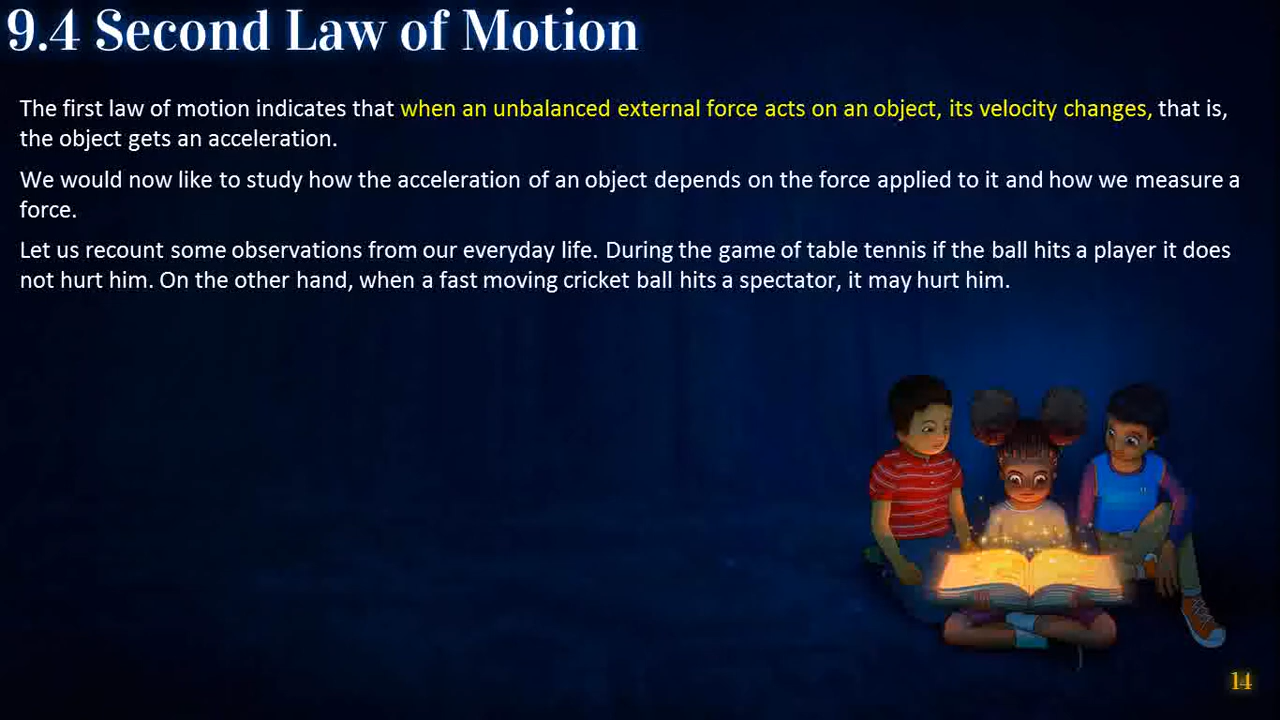 9.4 Second Law of Motion
The first law of motion indicates that when an unbalanced external force acts on an object, its velocity changes, that is,
the object gets an acceleration.
We would now like to study how the acceleration of an object depends on the force applied to it and how we measure a
force.
Let us recount some observations from our everyday life. During the game of table tennis if the ball hits a player it does
not hurt him. On the other hand, when a fast moving cricket ball hits a spectator, it may hurt him.
14